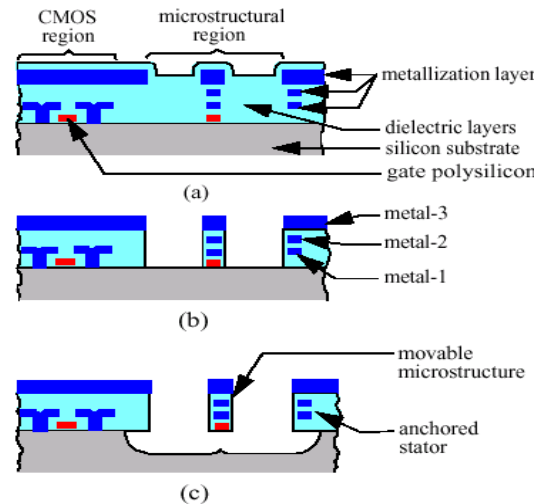 CMOS
region
microstructural
region
metallization layer
dielectric layers
silicon substrate
gate polysilicon
(a)
metal-3
metal-2
metal-1
(b)
movable
microstructure
anchored
stator
(c)